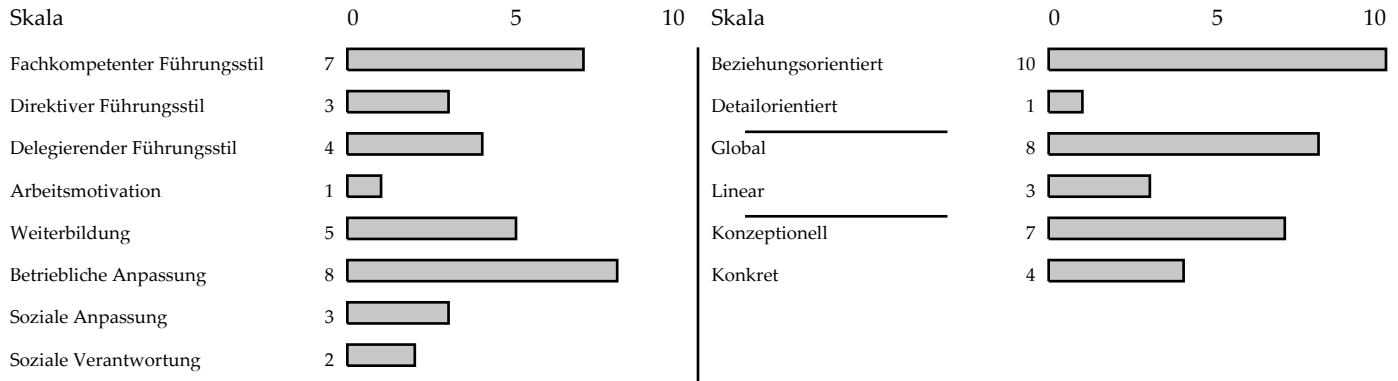 Skala 0 5 10
Fachkompetenter Führungsstil 7
Direktiver Führungsstil 3
Delegierender Führungsstil 4
Arbeitsmotivation 1
Weiterbildung 5
Betriebliche Anpassung 8
Soziale Anpassung 3
Soziale Verantwortung 2
Skala 0 5 10
Beziehungsorientiert 10
Detailorientiert 1
Global 8
Linear 3
Konzeptionell 7
Konkret 4